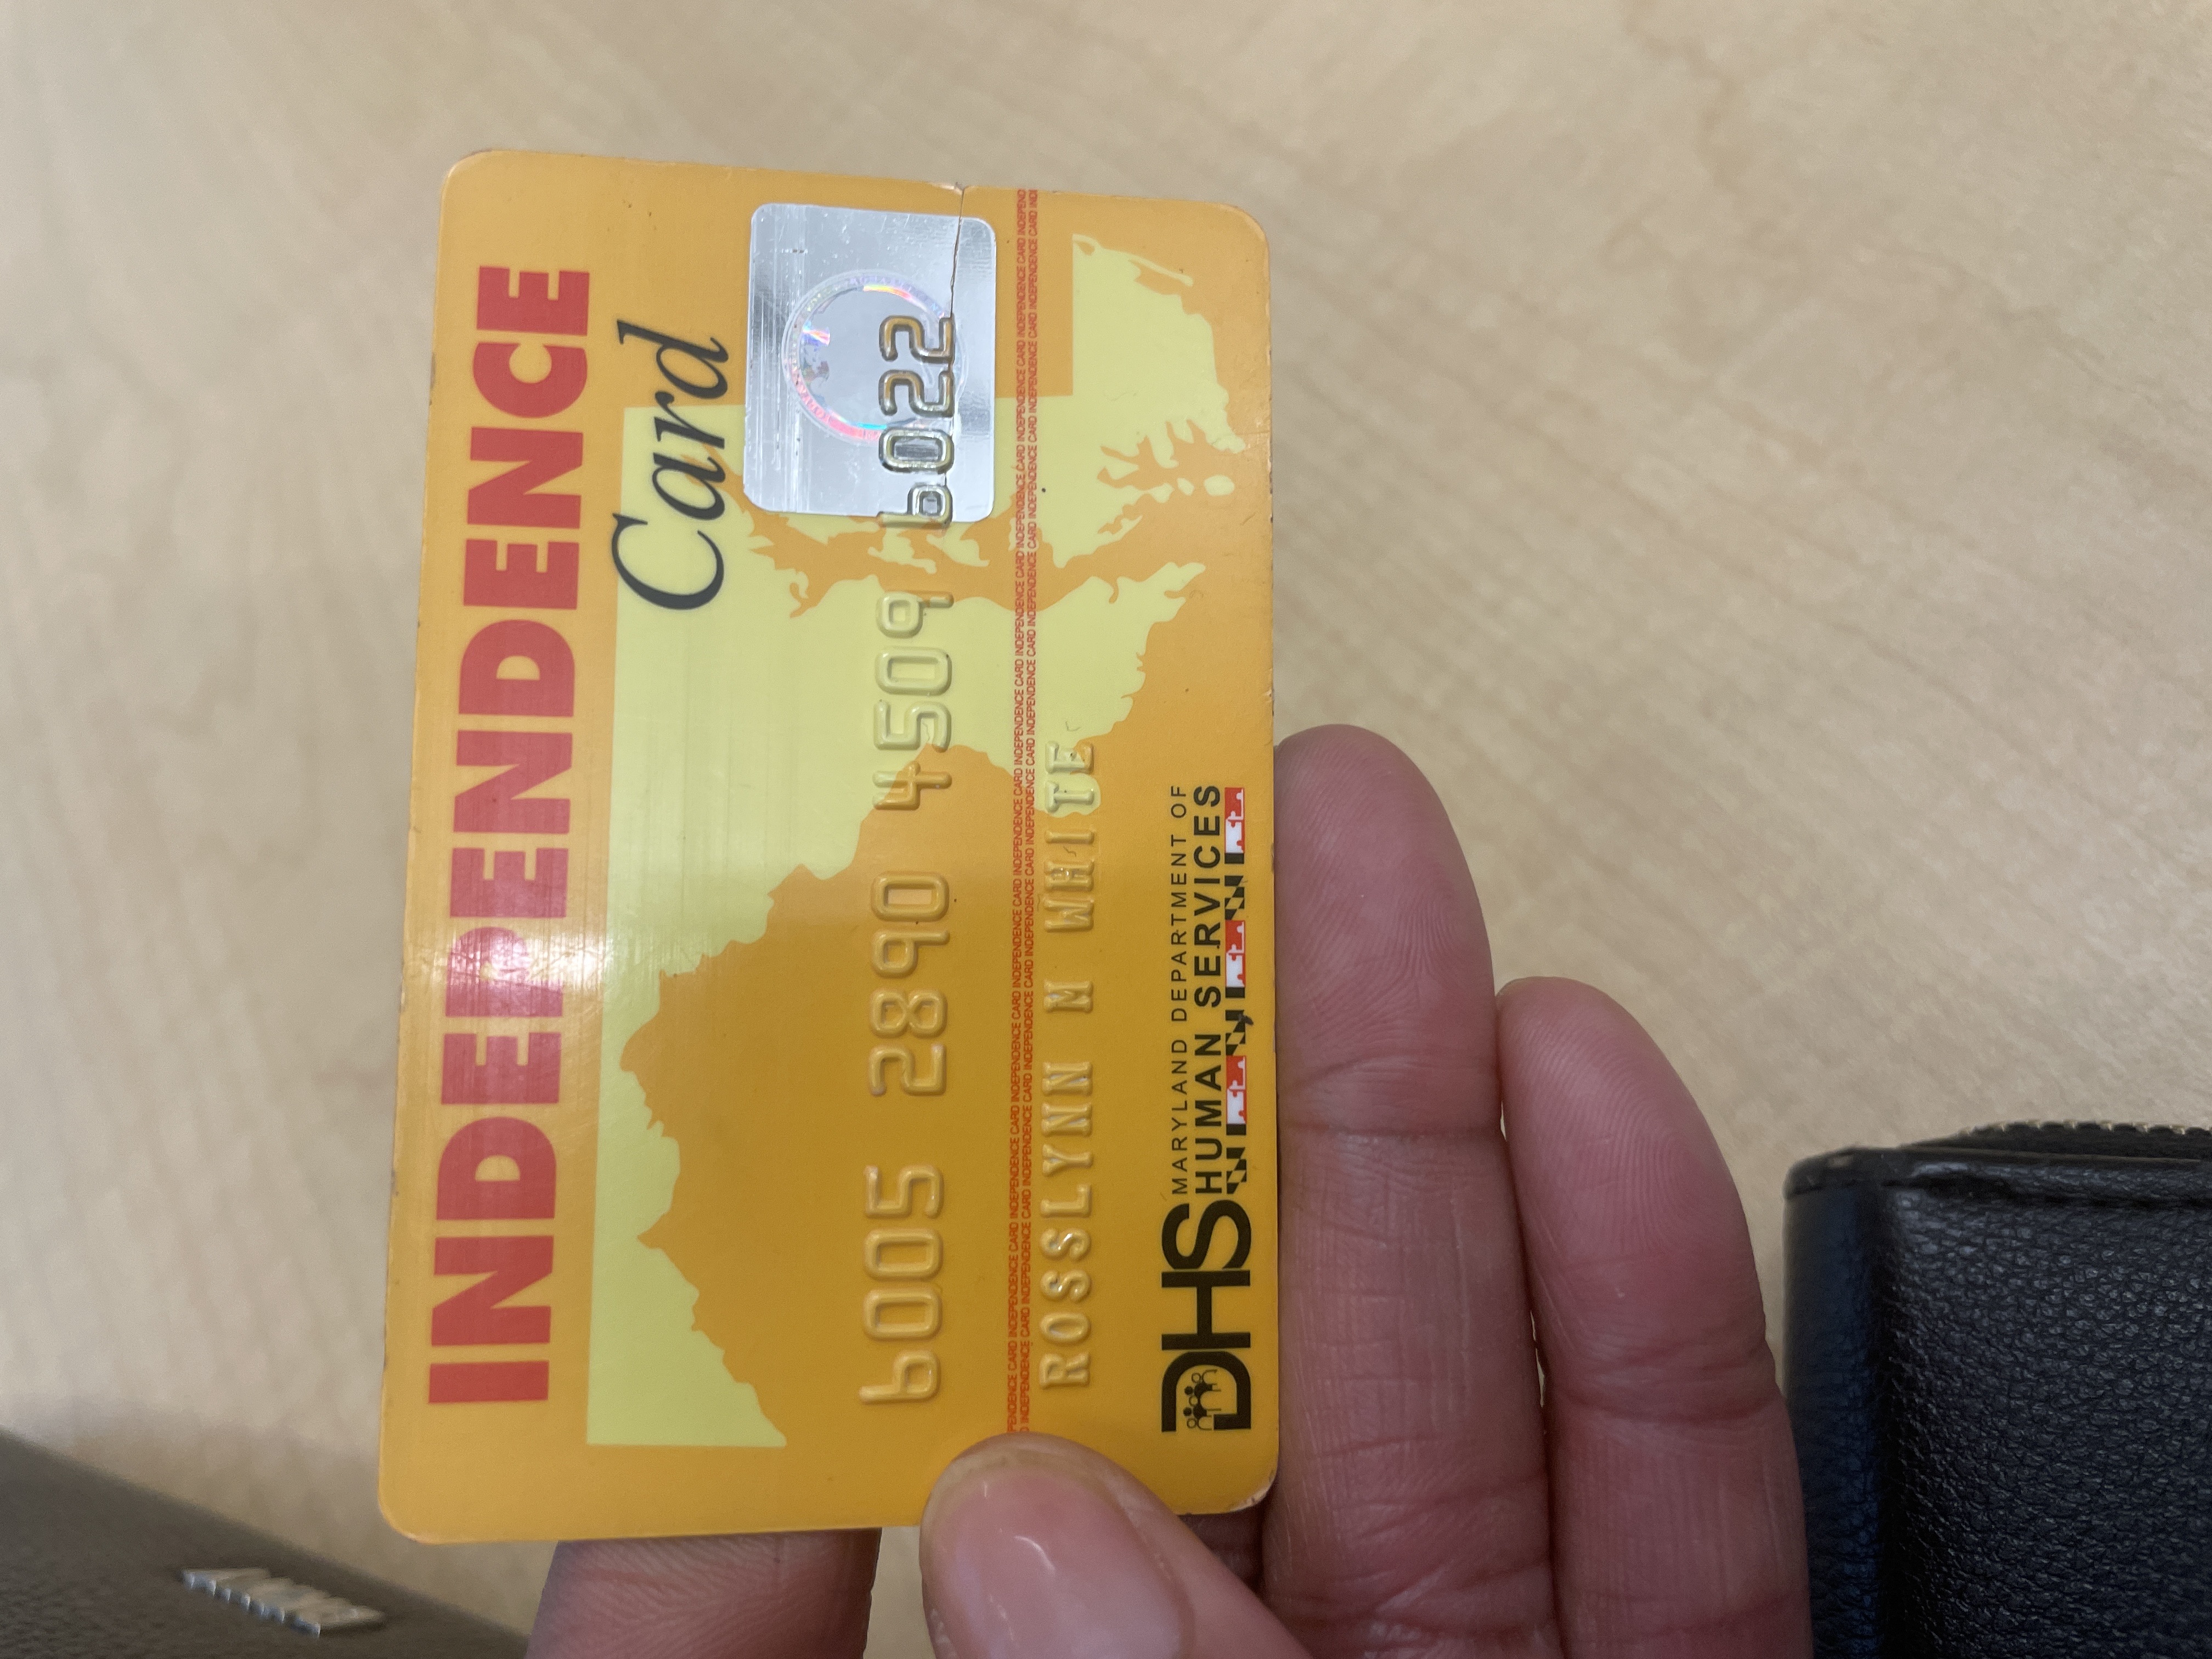 INDEPENDENCE
Card
6005 2890 4509 6022
ROSSLYNN M WHITE
DHS
MARYLAND DEPARTMENT OF
HUMAN SERVICES